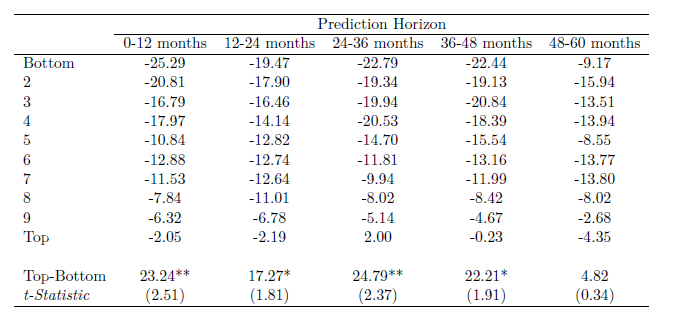 Prediction Horizon
0-12 months 12-24 months 24-36 months 36-48 months 48-60 months
Bottom -25.29 -19.47 -22.79 -22.44 -9.17
2 -20.81 -17.90 -19.34 -19.13 -15.94
3 -16.79 -16.46 -19.94 -20.84 -13.51
4 -17.97 -14.14 -20.53 -18.39 -13.94
5 -10.84 -12.82 -14.70 -15.54 -8.55
6 -12.88 -12.74 -11.81 -13.16 -13.77
7 -11.53 -12.64 -9.94 -11.99 -13.80
8 -7.84 -11.01 -8.02 -8.42 -8.02
9 -6.32 -6.78 -5.14 -4.67 -2.68
Top -2.05 -2.19 2.00 -0.23 -4.35
Top-Bottom 23.24** 17.27* 24.79** 22.21* 4.82
t-Statistic (2.51) (1.81) (2.37) (1.91) (0.34)